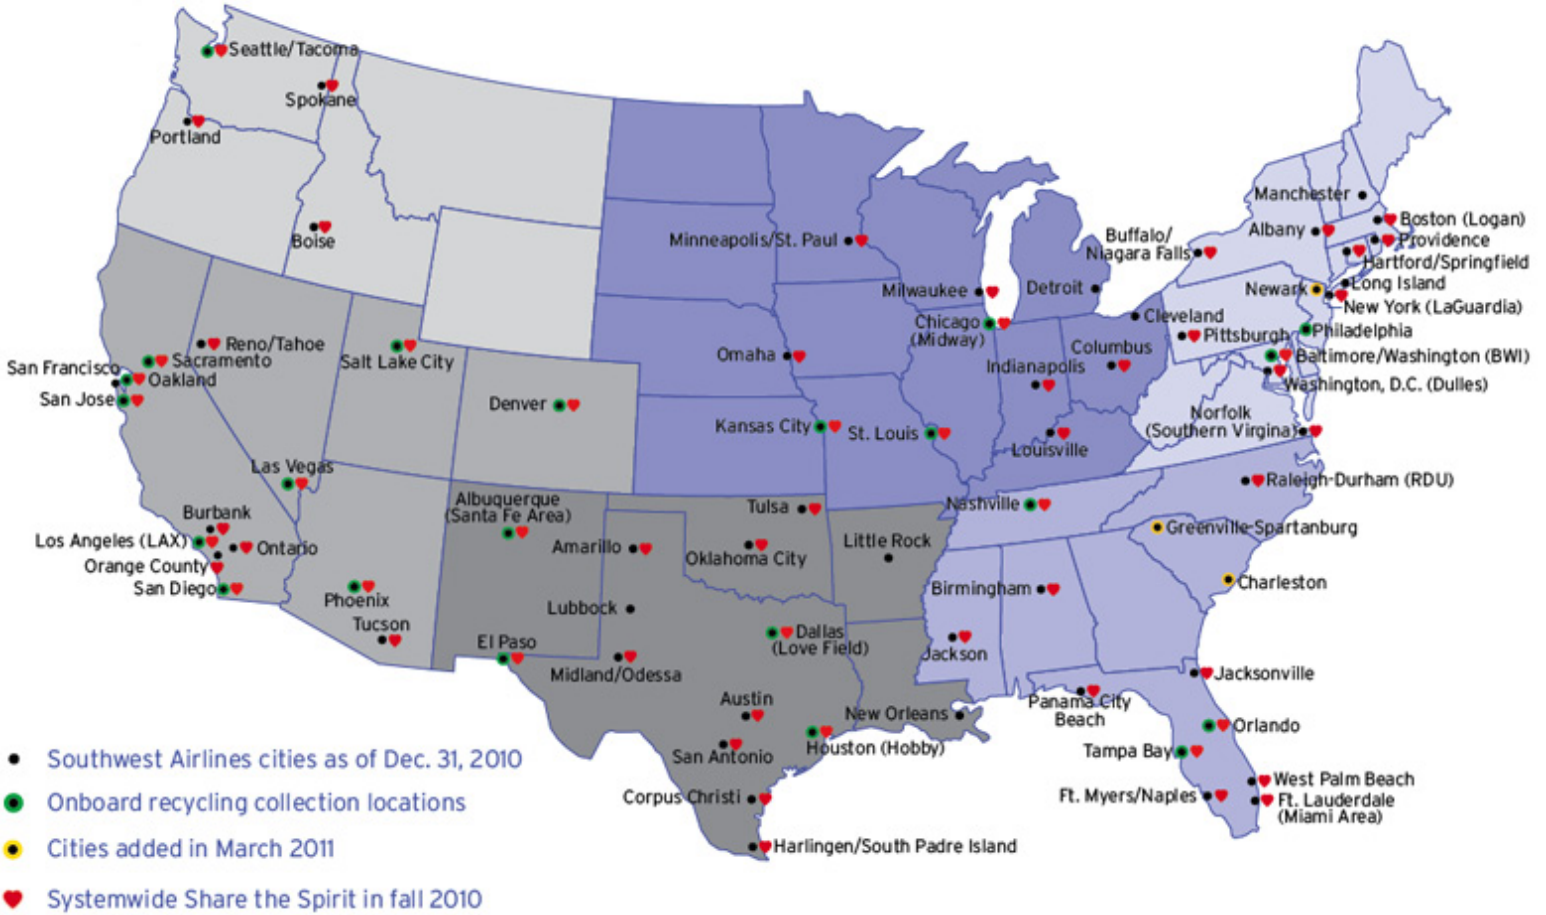 Seattle/Tacoma
Spokane
Portland
Boise
Manchester
Boston (Logan)
Albany
Providence
Buffalo/
Niagara Falls
Hartford/Springfield
Minneapolis/St. Paul
Milwaukee
Detroit
Newark
Long Island
New York (LaGuardia)
Cleveland
Chicago
(Midway)
Pittsburgh
Philadelphia
Reno/Tahoe
Sacramento
San Francisco
Oakland
San Jose
Salt Lake City
Omaha
Indianapolis
Columbus
Baltimore/Washington (BWI)
Washington, D.C. (Dulles)
Denver
Kansas City
St. Louis
Louisville
Norfolk
(Southern Virgina)
Las Vegas
Raleigh-Durham (RDU)
Burbank
Albuquerque
(Santa Fe Area)
Tulsa
Nashville
Los Angeles (LAX)
Ontario
Amarillo
Oklahoma City
Little Rock
Greenville-Spartanburg
Orange County
San Diego
Phoenix
Tucson
Lubbock
Birmingham
Charleston
El Paso
Midland/Odessa
Dallas
(Love Field)
Jackson
Jacksonville
Austin
New Orleans
Panama City
Beach
Orlando
San Antonio
Houston (Hobby)
Tampa Bay
West Palm Beach
Corpus Christi
Ft. Myers/Naples
Ft. Lauderdale
(Miami Area)
Harlingen/South Padre Island
Southwest Airlines cities as of Dec. 31, 2010
Onboard recycling collection locations
Cities added in March 2011
Systemwide Share the Spirit in fall 2010